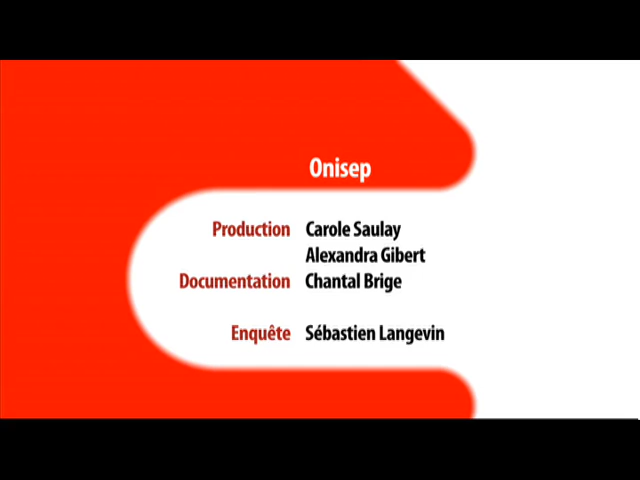 Onisep
Production Carole Saulay
Alexandra Gibert
Documentation Chantal Brige
Enquête Sébastien Langevin